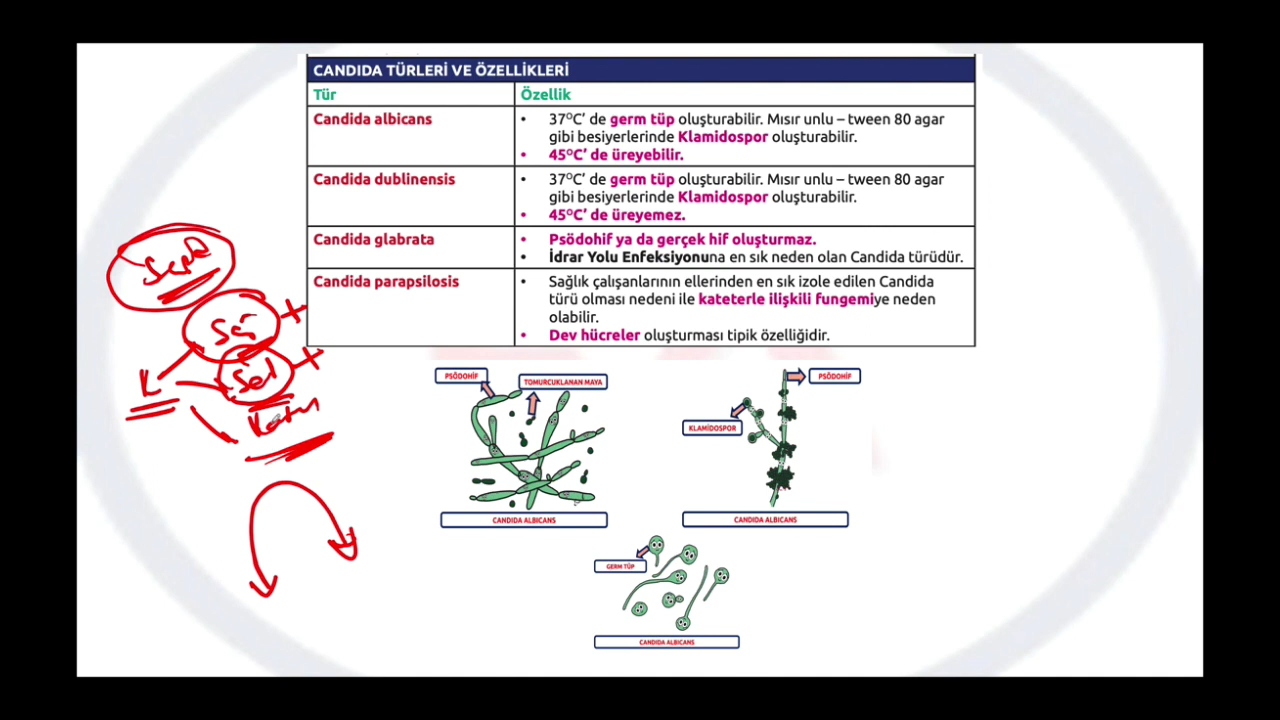 CANDIDA TÜRLERİ VE ÖZELLİKLERİ
Tür Özellik
Candida albicans
• 37°C’ de germ tüp oluşturabilir. Mısır unlu – tween 80 agar
gibi besiyerlerinde Klamidospor oluşturabilir.
• 45°C’ de üreyebilir.
Candida dublinensis
• 37°C’ de germ tüp oluşturabilir. Mısır unlu – tween 80 agar
gibi besiyerlerinde Klamidospor oluşturabilir.
• 45°C’ de üreyemez.
Candida glabrata
• Psödohif ya da gerçek hif oluşturmaz.
• İdrar Yolu Enfeksiyonuna en sık neden olan Candida türüdür.
Candida parapsilosis
• Sağlık çalışanlarının ellerinden en sık izole edilen Candida
türü olması nedeni ile kateterle ilişkili fungemiye neden
olabilir.
• Dev hücreler oluşturması tipik özelliğidir.
K
PSÖDOHİF
TOMURCUKLANAN MAYA
CANDIDA ALBICANS
PSÖDOHİF
KLAMİDOSPOR
CANDIDA ALBICANS
GERM TÜP
CANDIDA ALBICANS